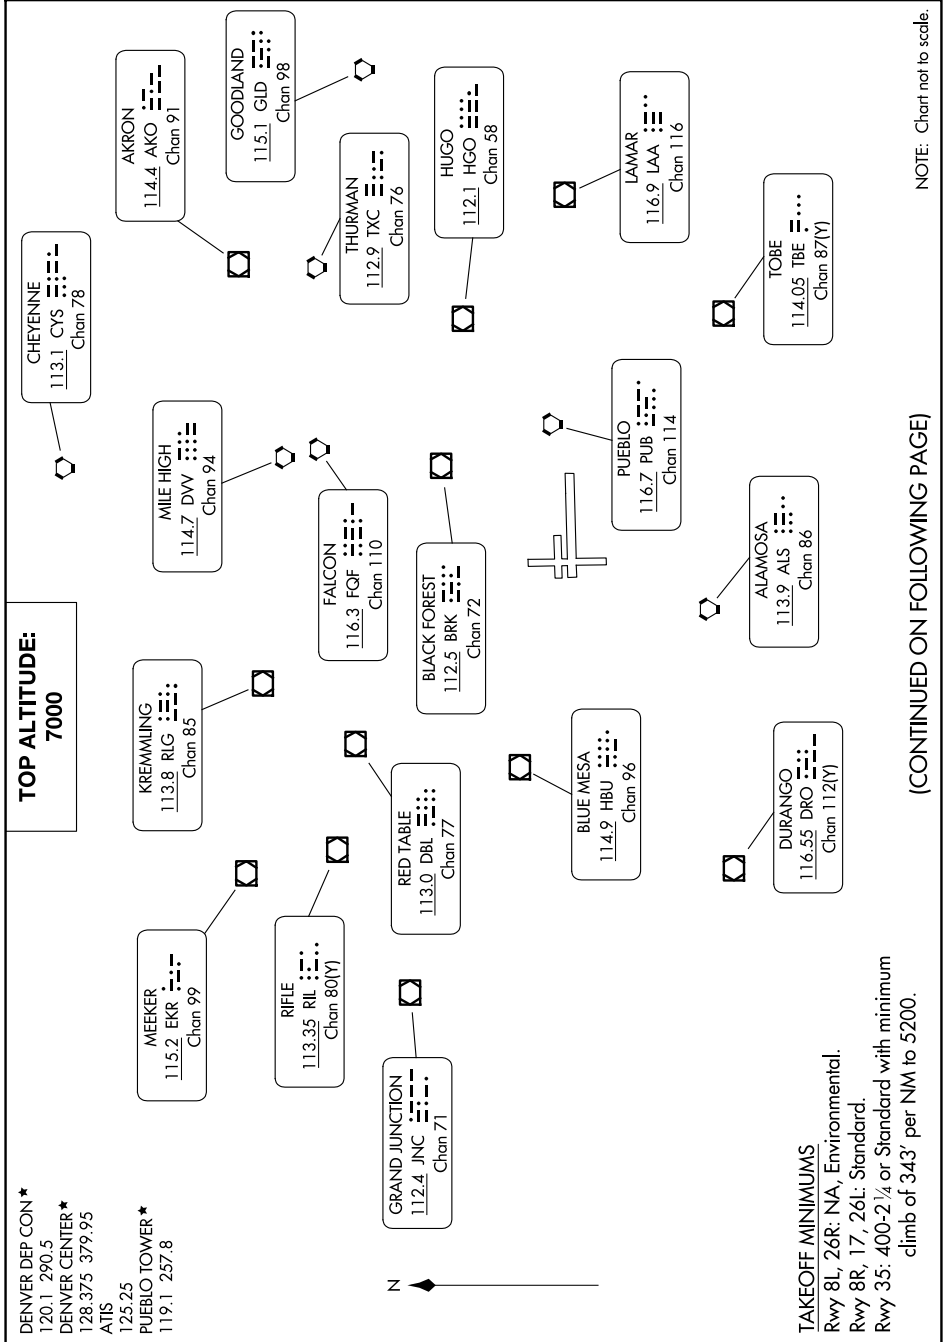 DENVER DEP CON★
120.1 290.5
DENVER CENTER★
128.375 379.95
ATIS
125.25
PUEBLO TOWER★
119.1 257.8
TOP ALTITUDE:
7000
CHEYENNE
113.1 CYS
Chan 78
AKRON
114.4 AKO
Chan 91
GOODLAND
115.1 GLD
Chan 98
MEEKER
115.2 EKR
Chan 99
KREMMLING
113.8 RLG
Chan 85
MILE HIGH
114.7 DVV
Chan 94
THURMAN
112.9 TXC
Chan 76
RIFLE
113.35 RIL
Chan 80(Y)
FALCON
116.3 FQF
Chan 110
HUGO
112.1 HGO
Chan 58
GRAND JUNCTION
112.4 JNC
Chan 71
RED TABLE
113.0 DBL
Chan 77
BLACK FOREST
112.5 BRK
Chan 72
LAMAR
116.9 LAA
Chan 116
BLUE MESA
114.9 HBU
Chan 96
PUEBLO
116.7 PUB
Chan 114
TOBE
114.05 TBE
Chan 87(Y)
DURANGO
116.55 DRO
Chan 112(Y)
ALAMOSA
113.9 ALS
Chan 86
N
TAKEOFF MINIMUMS
Rwy 8L, 26R: NA, Environmental.
Rwy 8R, 17, 26L: Standard.
Rwy 35: 400-2¼ or Standard with minimum
climb of 343' per NM to 5200.
(CONTINUED ON FOLLOWING PAGE)
NOTE: Chart not to scale.